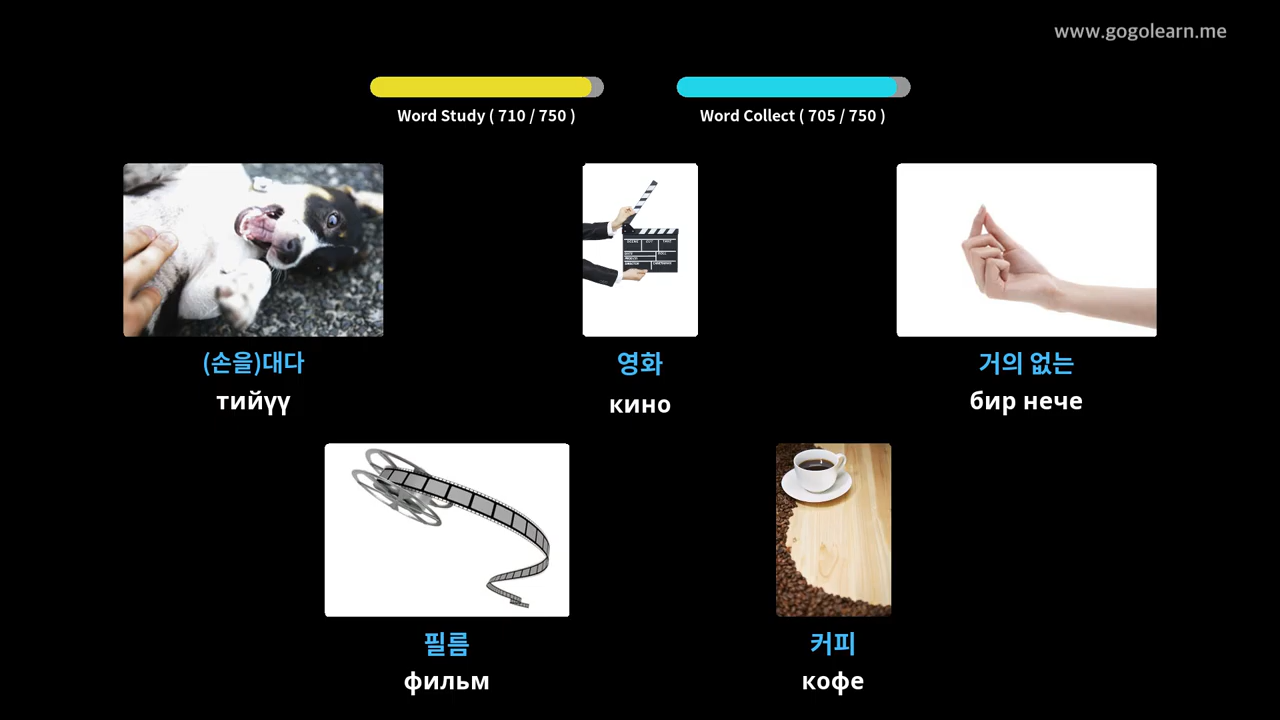 www.gogolearn.me
Word Study ( 710 / 750 )
Word Collect ( 705 / 750 )
(손을)대다
тийүү
영화
кино
거의 없는
бир нече
필름
фильм
커피
кофе